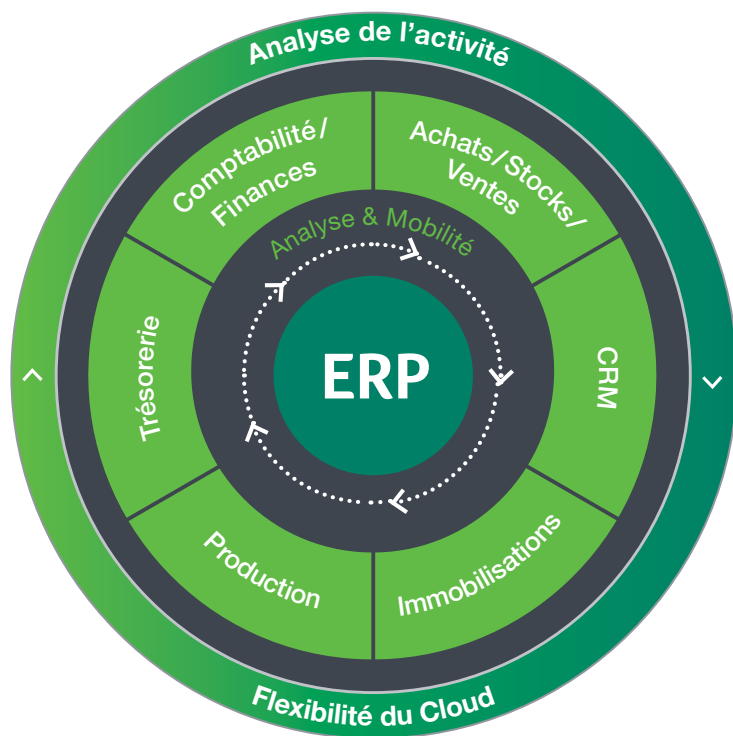 Analyse de l’activité
Comptabilité/
Finances
Achats/Stocks/
Ventes
Analyse & Mobilité
Trésorerie
ERP
CRM
Production
Immobilisations
Flexibilité du Cloud